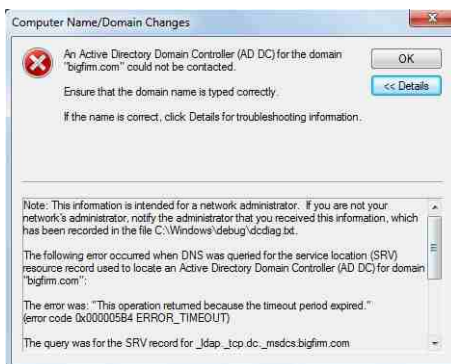 Computer Name/Domain Changes
An Active Directory Domain Controller (AD DC) for the domain
"bigfirm.com" could not be contacted.
Ensure that the domain name is typed correctly.
If the name is correct, click Details for troubleshooting information.
OK
<< Details
Note: This information is intended for a network administrator.  If you are not your
network's administrator, notify the administrator that you received this information, which
has been recorded in the file C:\Windows\debug\dcdiag.txt.
The following error occurred when DNS was queried for the service location (SRV)
resource record used to locate an Active Directory Domain Controller (AD DC) for domain
"bigfirm.com":
The error was: "This operation returned because the timeout period expired."
(error code 0x000005B4 ERROR_TIMEOUT)
The query was for the SRV record for _ldap._tcp.dc._msdcs.bigfirm.com